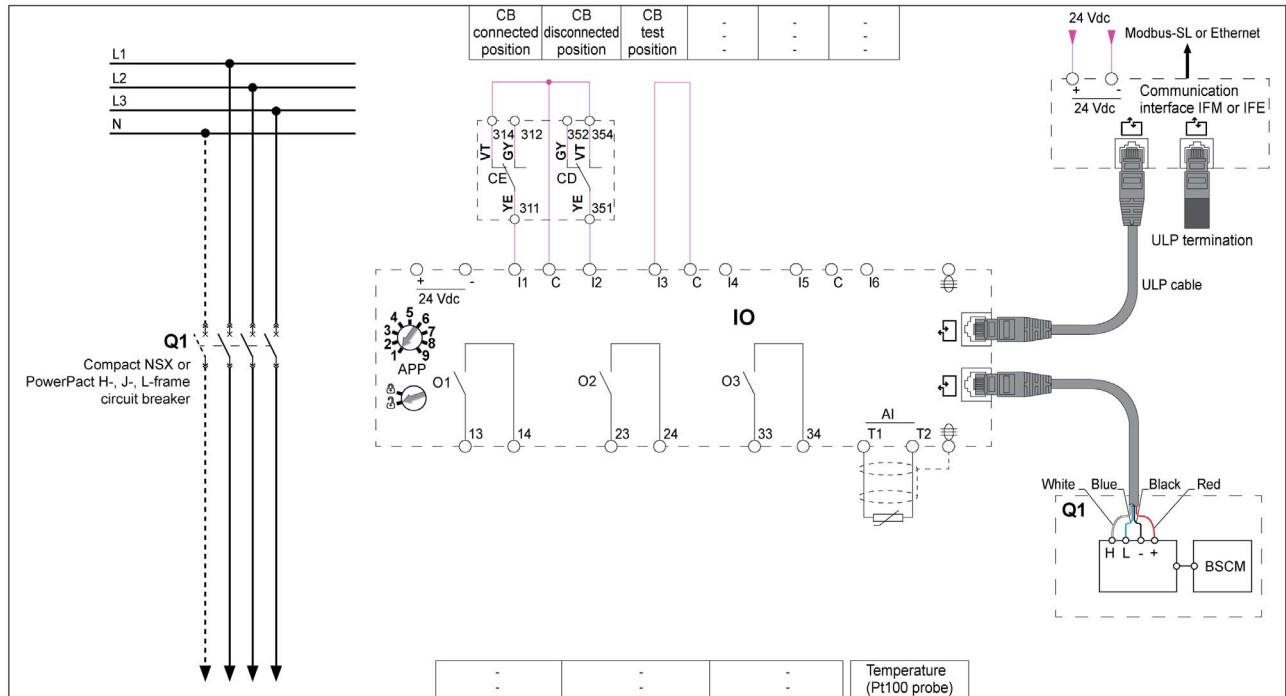 CB connected position
CB disconnected position
CB test position
-
-
-
-
-
-
-
-
-
24 Vdc
Modbus-SL or Ethernet
+ -
24 Vdc
Communication interface IFM or IFE
ULP termination
ULP cable
L1
L2
L3
N
Q1
Compact NSX or
PowerPact H-, J-, L-frame
circuit breaker
314 312 352 354
VT GY GY VT
CE CD
YE 311 YE 351
+ - I1 C I2 I3 C I4 I5 C I6
24 Vdc
IO
1 2 3 4 5 6 7 8 9
APP
O1 O2 O3
13 14 23 24 33 34
AI
T1 T2
White Blue Black Red
Q1
H L - +
BSCM
-
-
-
-
-
-
Temperature
(Pt100 probe)